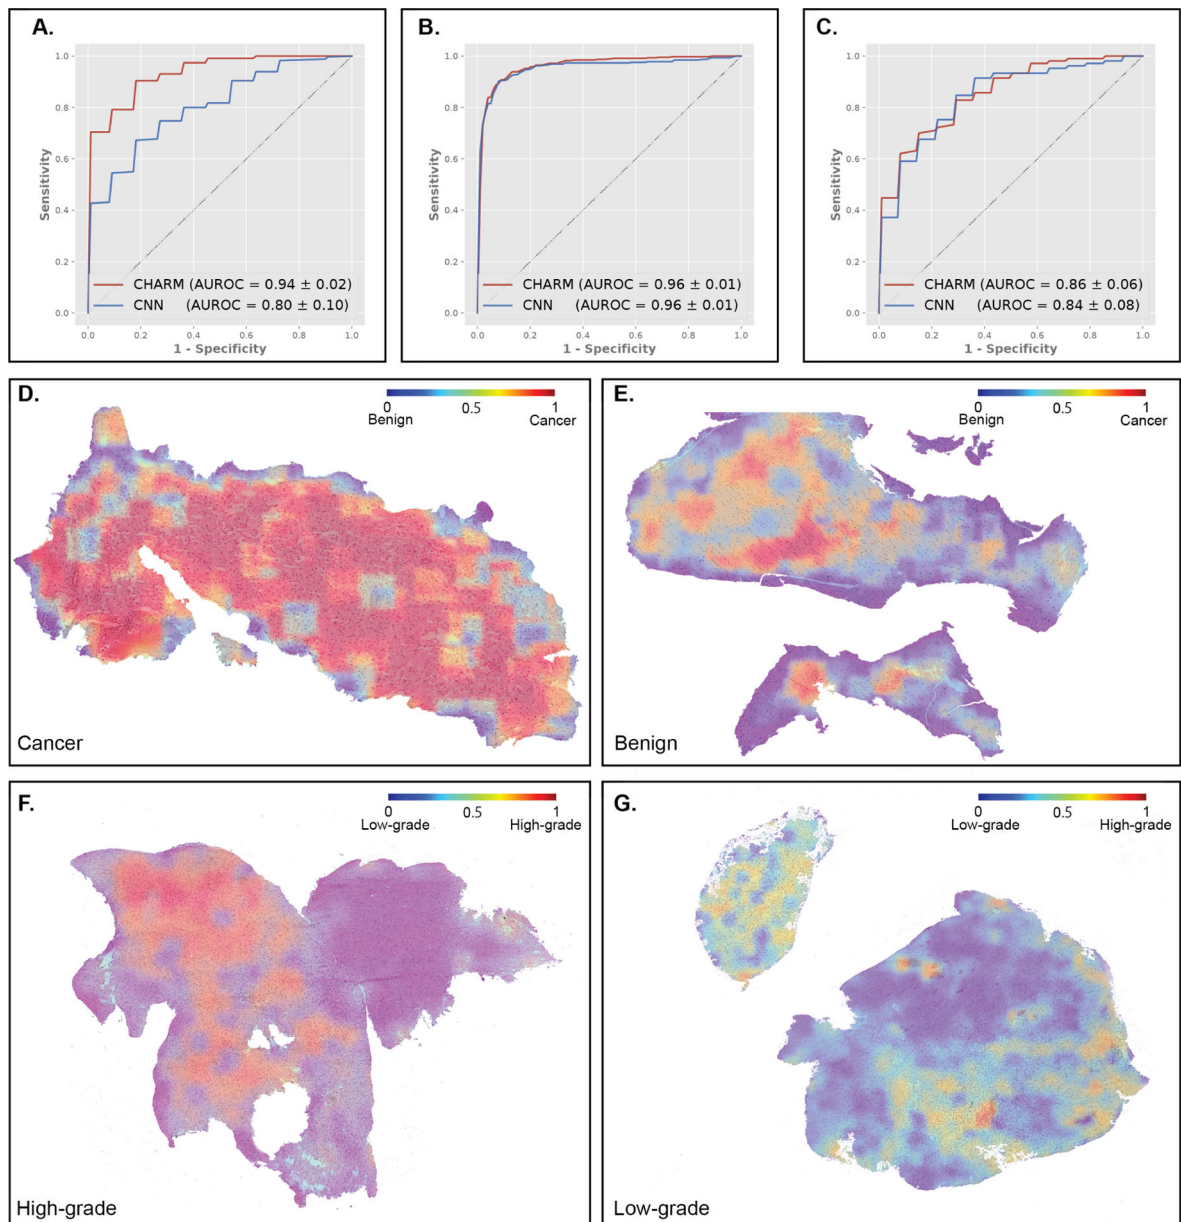 A.
1.0
0.8
0.6
0.4
0.2
0.0
Sensitivity
CHARM (AUROC = 0.94 ± 0.02)
CNN (AUROC = 0.80 ± 0.10)
0.0 0.2 0.4 0.6 0.8 1.0
1 - Specificity
B.
1.0
0.8
0.6
0.4
0.2
0.0
Sensitivity
CHARM (AUROC = 0.96 ± 0.01)
CNN (AUROC = 0.96 ± 0.01)
0.0 0.2 0.4 0.6 0.8 1.0
1 - Specificity
C.
1.0
0.8
0.6
0.4
0.2
0.0
Sensitivity
CHARM (AUROC = 0.86 ± 0.06)
CNN (AUROC = 0.84 ± 0.08)
0.0 0.2 0.4 0.6 0.8 1.0
1 - Specificity
D.
0 0.5 1
Benign Cancer
Cancer
E.
0 0.5 1
Benign Cancer
Benign
F.
0 0.5 1
Low-grade High-grade
High-grade
G.
0 0.5 1
Low-grade High-grade
Low-grade